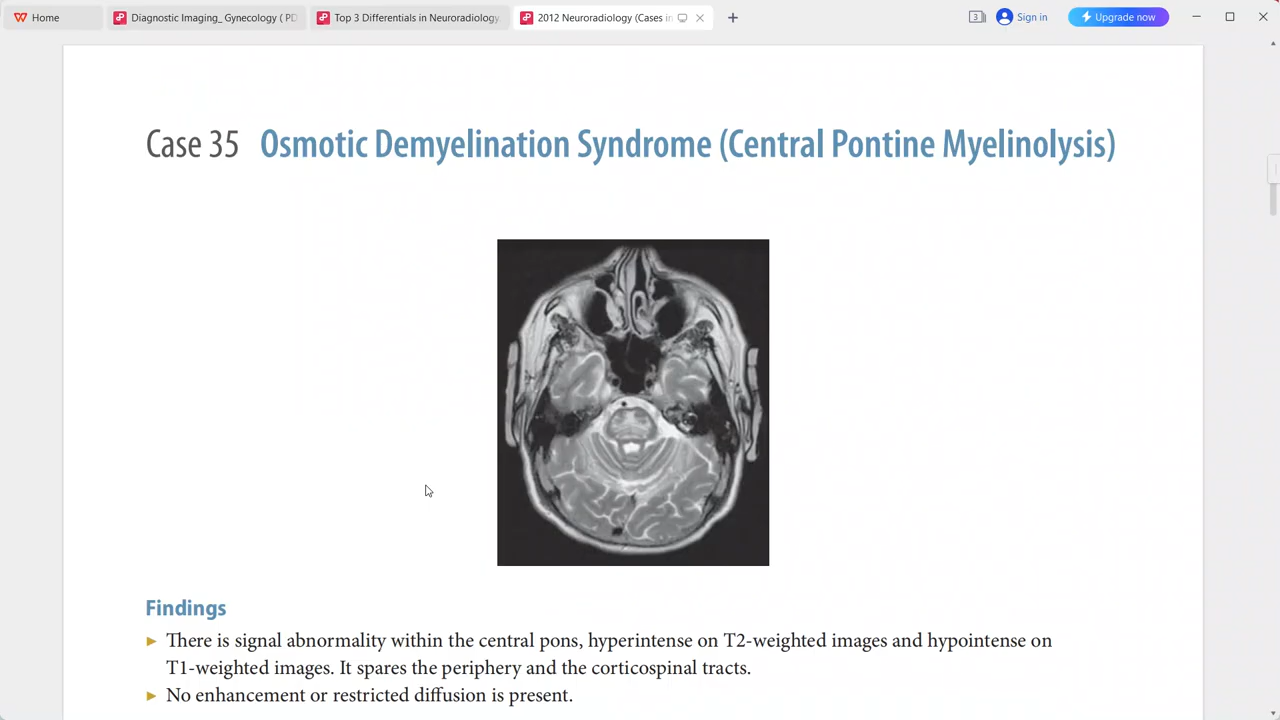 Home
Diagnostic Imaging_ Gynecology ( PD
Top 3 Differentials in Neuroradiology
2012 Neuroradiology (Cases in
3
Sign in
Upgrade now
Case 35 Osmotic Demyelination Syndrome (Central Pontine Myelinolysis)
Findings
There is signal abnormality within the central pons, hyperintense on T2-weighted images and hypointense on
T1-weighted images. It spares the periphery and the corticospinal tracts.
No enhancement or restricted diffusion is present.